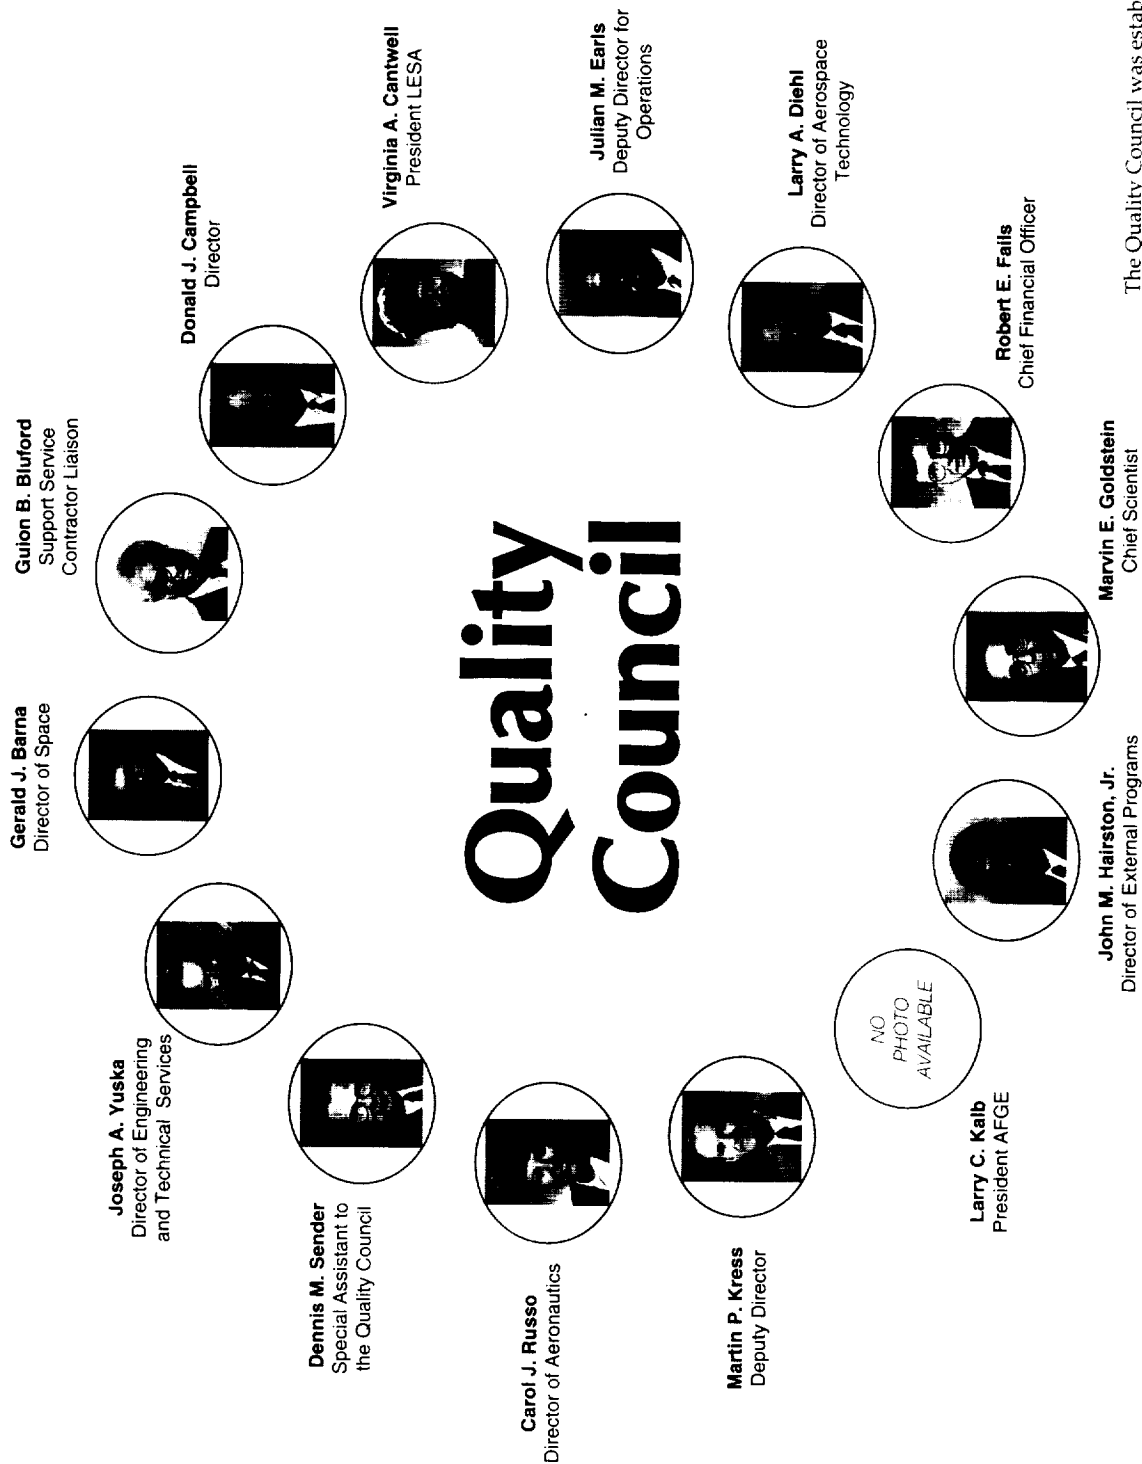 Quality
Council
Gerald J. Barna
Director of Space
Guion B. Bluford
Support Service
Contractor Liaison
Donald J. Campbell
Director
Virginia A. Cantwell
President LESA
Julian M. Earls
Deputy Director for
Operations
Larry A. Diehl
Director of Aerospace
Technology
Robert E. Fails
Chief Financial Officer
Marvin E. Goldstein
Chief Scientist
John M. Hairston, Jr.
Director of External Programs
NO
PHOTO
AVAILABLE
Larry C. Kalb
President AFGE
Martin P. Kress
Deputy Director
Carol J. Russo
Director of Aeronautics
Dennis M. Sender
Special Assistant to
the Quality Council
Joseph A. Yuska
Director of Engineering
and Technical Services
The Quality Council was estab